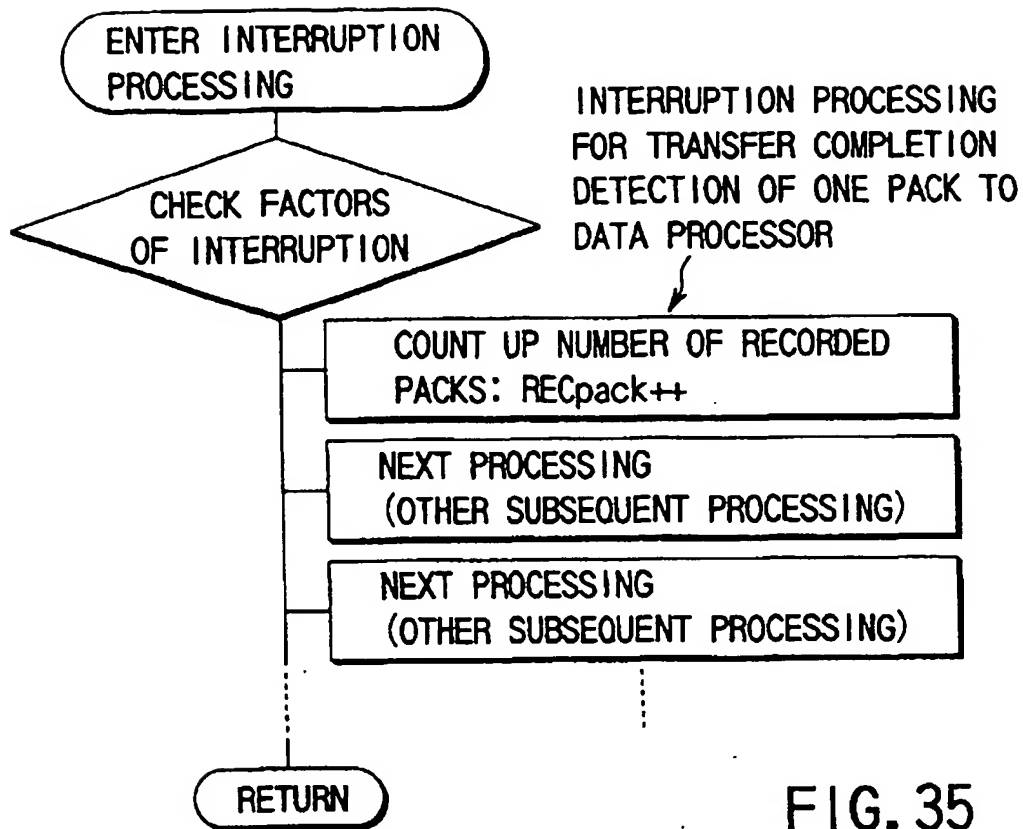 ENTER INTERRUPTION
PROCESSING
CHECK FACTORS
OF INTERRUPTION
INTERRUPTION PROCESSING
FOR TRANSFER COMPLETION
DETECTION OF ONE PACK TO
DATA PROCESSOR
COUNT UP NUMBER OF RECORDED
PACKS: RECpack++
NEXT PROCESSING
(OTHER SUBSEQUENT PROCESSING)
NEXT PROCESSING
(OTHER SUBSEQUENT PROCESSING)
RETURN
FIG. 35